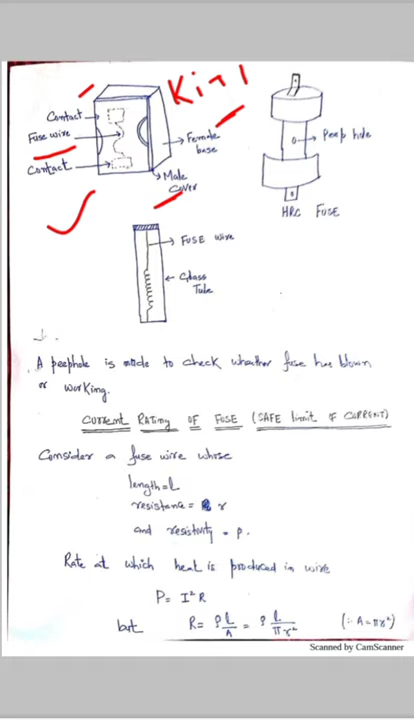 Kit 1
Contact
Fuse wire
Contact
Female base
Male cover
Peep hole
HRC FUSE
FUSE wire
Glass Tube
A peephole is made to check whether fuse has blown
or working.
CURRENT RATING OF FUSE (SAFE limit of CURRENT)
Consider a fuse wire whose
length = l
resistance = r
and resistivity = ρ.
Rate at which heat is produced in wire
P = I² R
but R = ρ l/A = ρ l/πr² (∵ A = πr²)
Scanned by CamScanner